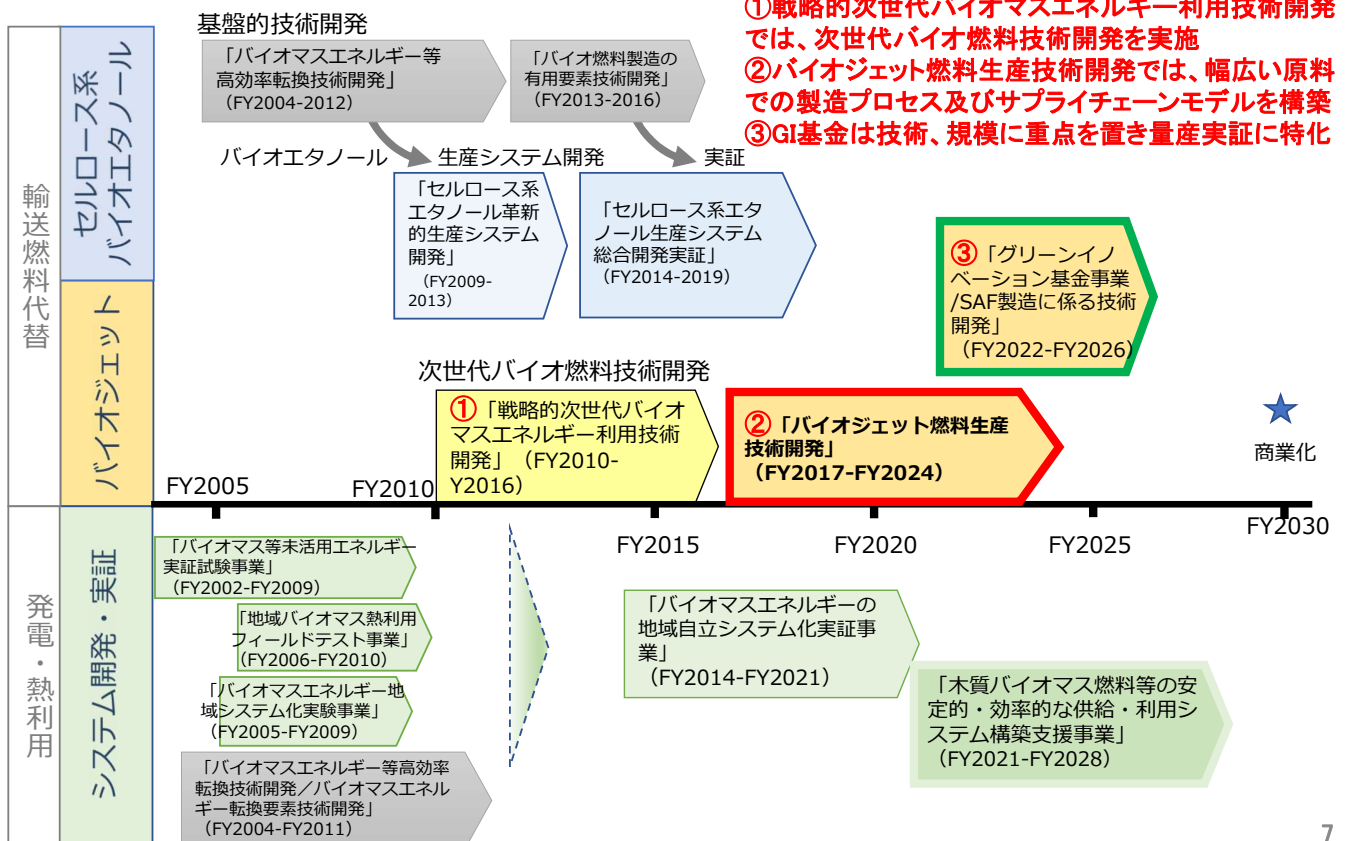 ①戦略的次世代バイオマスエネルギー利用技術開発
では、次世代バイオ燃料技術開発を実施
②バイオジェット燃料生産技術開発では、幅広い原料
での製造プロセス及びサプライチェーンモデルを構築
③GI基金は技術、規模に重点を置き量産実証に特化
輸送燃料代替
セルロース系
バイオエタノール
バイオジェット
発電・熱利用
システム開発・実証
基盤的技術開発
「バイオマスエネルギー等
高効率転換技術開発」
(FY2004-2012)
「バイオ燃料製造の
有用要素技術開発」
(FY2013-2016)
バイオエタノール
生産システム開発
実証
「セルロース系
エタノール革新
的生産システム
開発」
(FY2009-
2013)
「セルロース系エタ
ノール生産システム
総合開発実証」
(FY2014-2019)
③「グリーンイノ
ベーション基金事業
/SAF製造に係る技術
開発」
(FY2022-FY2026)
次世代バイオ燃料技術開発
①「戦略的次世代バイオ
マスエネルギー利用技術
開発」(FY2010-
Y2016)
②「バイオジェット燃料生産
技術開発」
(FY2017-FY2024)
商業化
FY2005
FY2010
FY2015
FY2020
FY2025
FY2030
「バイオマス等未活用エネルギー
実証試験事業」
(FY2002-FY2009)
「地域バイオマス熱利用
フィールドテスト事業」
(FY2006-FY2010)
「バイオマスエネルギー地
域システム化実験事業」
(FY2005-FY2009)
「バイオマスエネルギー等高効率
転換技術開発／バイオマスエネル
ギー転換要素技術開発」
(FY2004-FY2011)
「バイオマスエネルギーの
地域自立システム化実証事
業」
(FY2014-FY2021)
「木質バイオマス燃料等の安
定的・効率的な供給・利用シ
ステム構築支援事業」
(FY2021-FY2028)
7